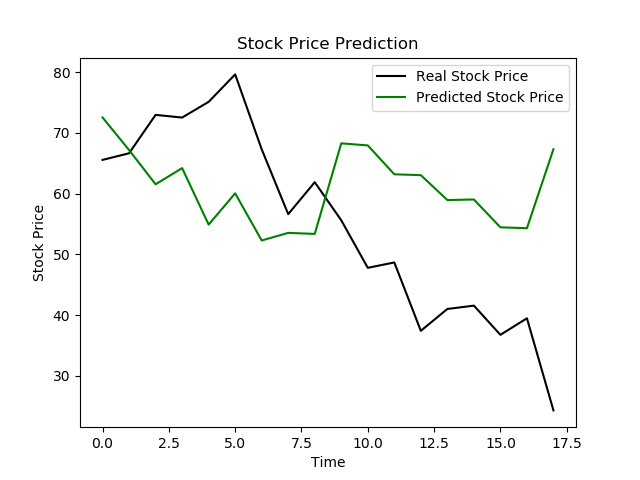 Stock Price Prediction
Real Stock Price
Predicted Stock Price
Stock Price
80
70
60
50
40
30
0.0 2.5 5.0 7.5 10.0 12.5 15.0 17.5
Time